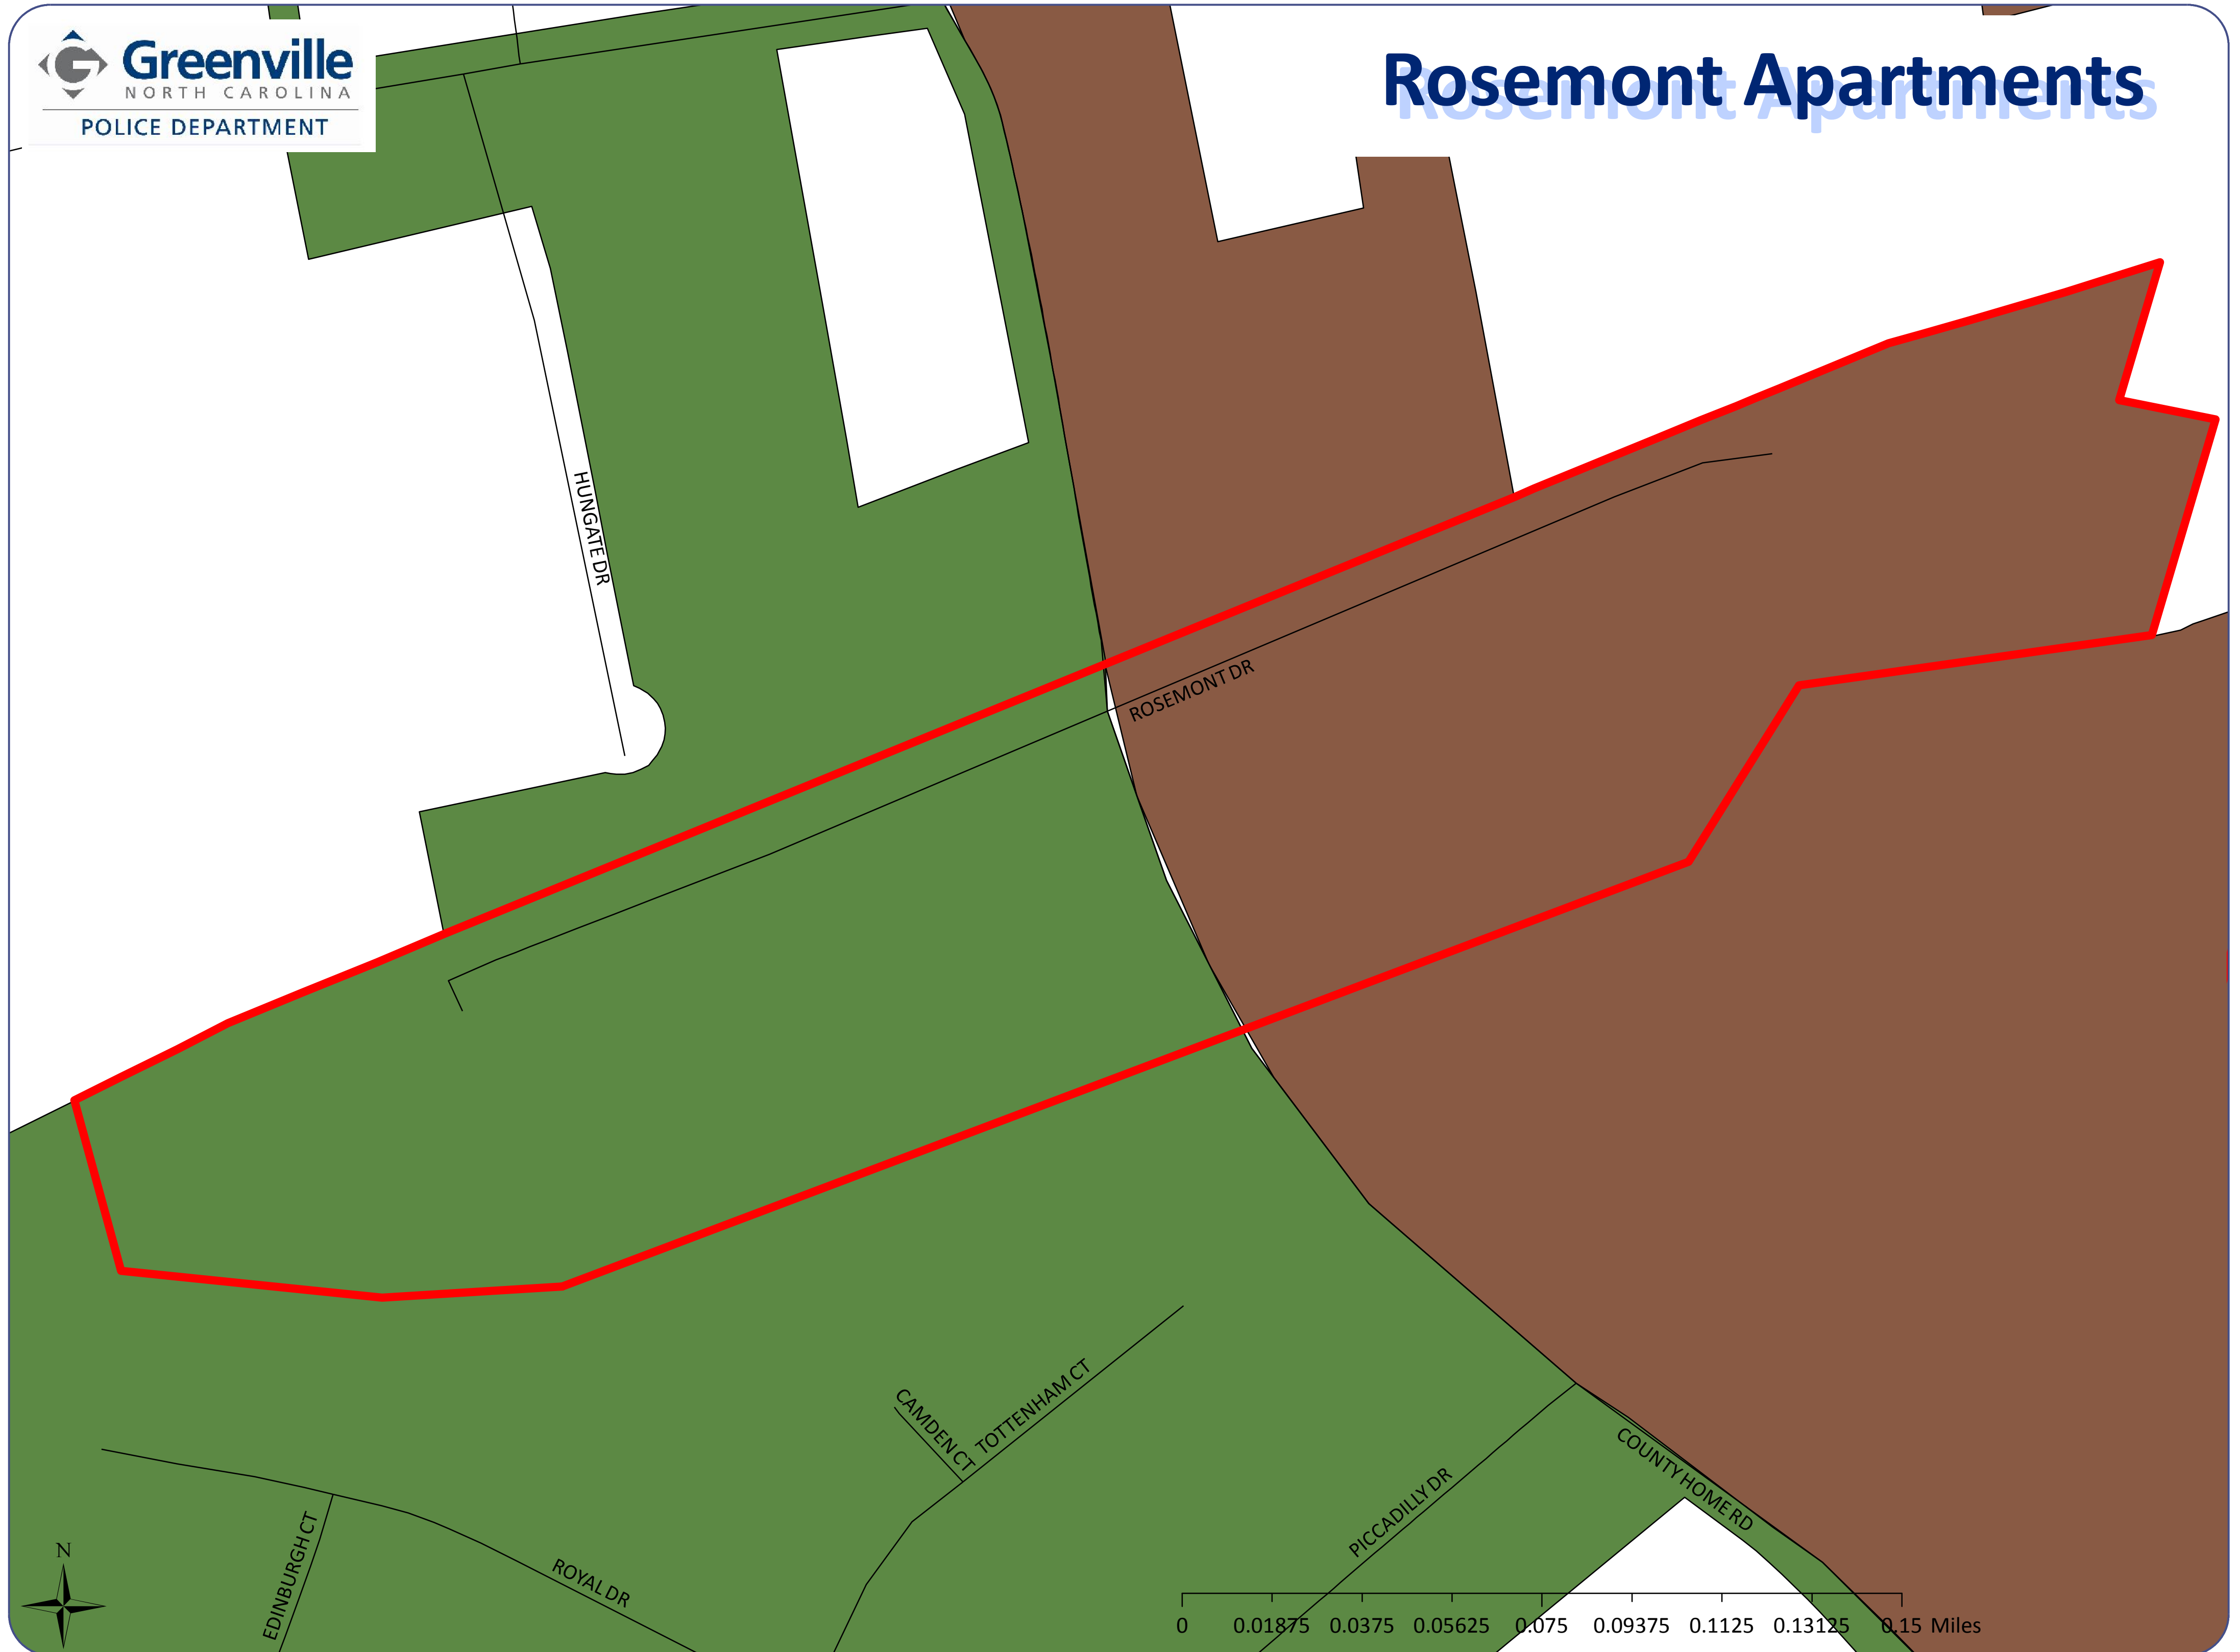 Greenville
NORTH CAROLINA
POLICE DEPARTMENT
Rosemont Apartments
HUNGATE DR
ROSEMONT DR
CAMDEN CT
TOTTENHAM CT
PICCADILLY DR
COUNTY HOME RD
EDINBURGH CT
ROYAL DR
N
0 0.01875 0.0375 0.05625 0.075 0.09375 0.1125 0.13125 0.15 Miles